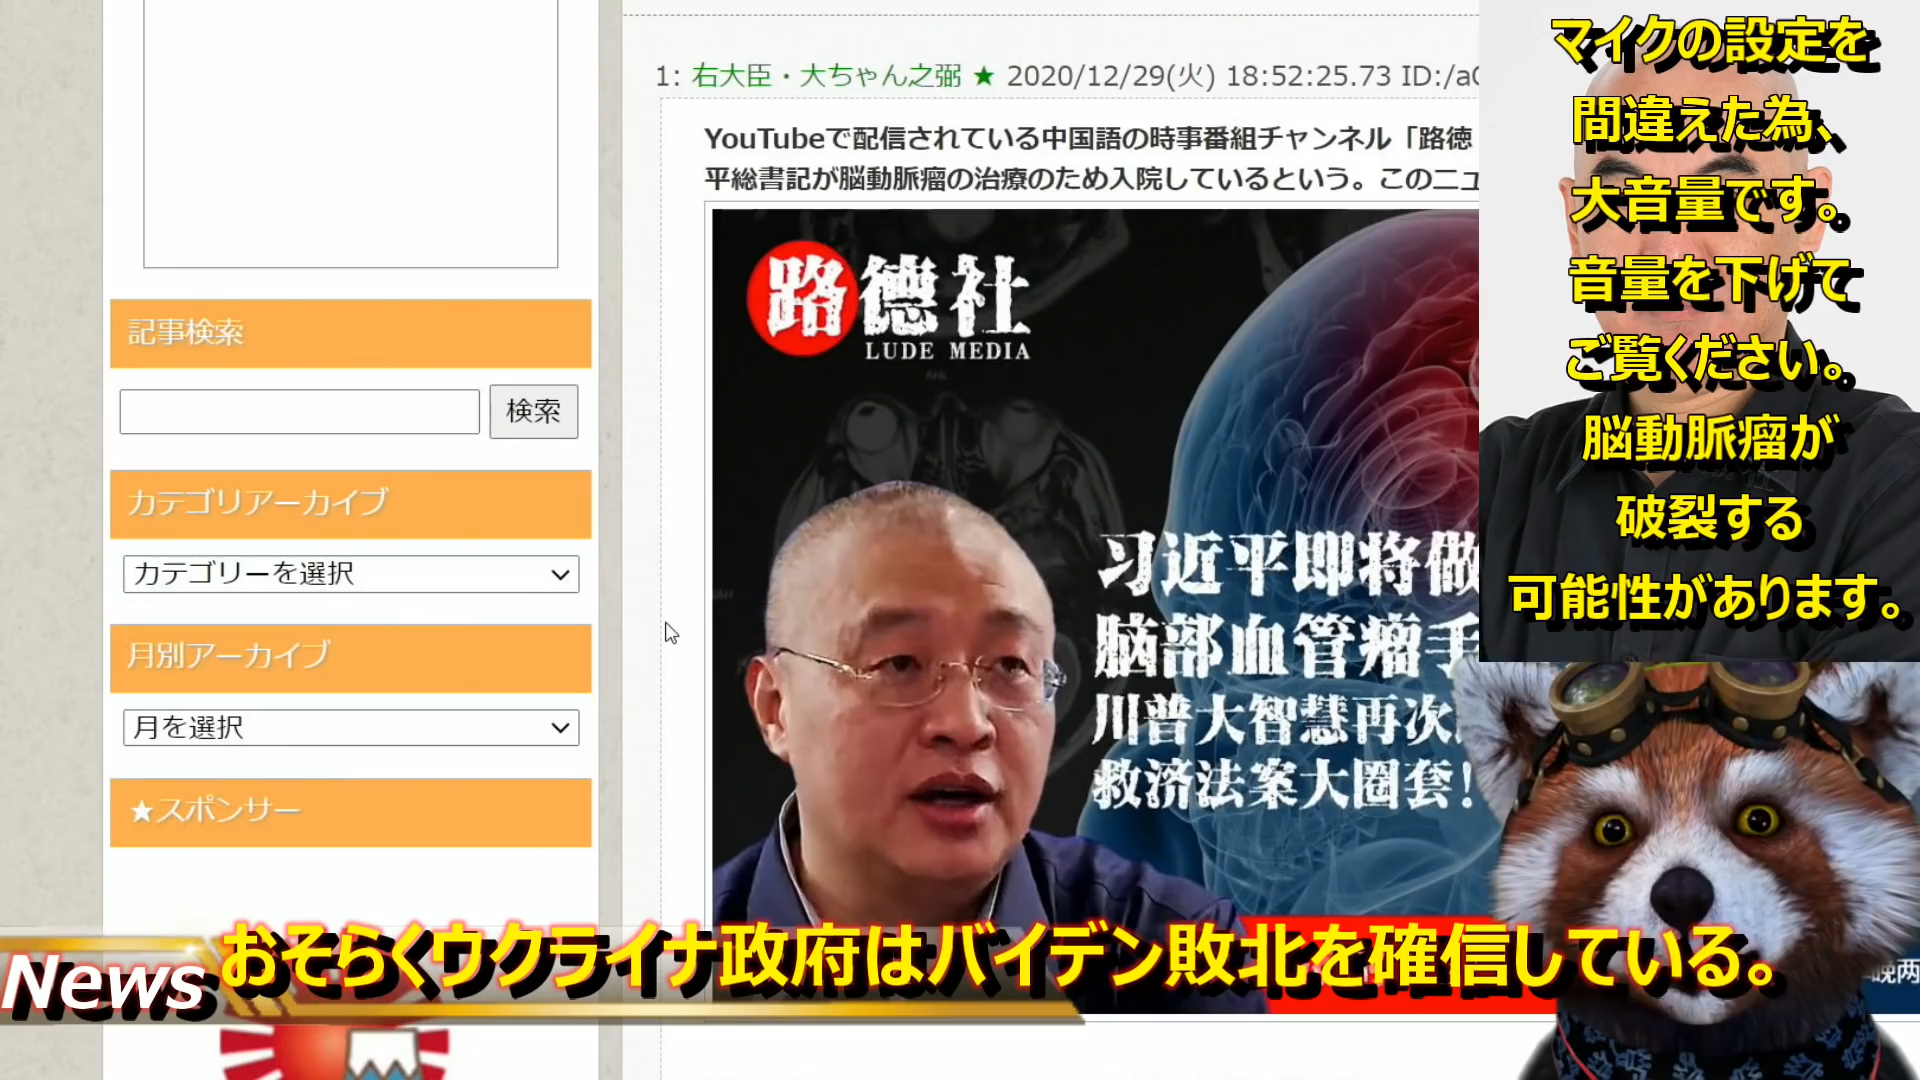 1: 右大臣・大ちゃん之弼 ★ 2020/12/29(火) 18:52:25.73 ID:/a
YouTubeで配信されている中国語の時事番組チャンネル「路徳
平総書記が脳動脈瘤の治療のため入院しているという。このニュ
路德社
LUDE MEDIA
习近平即将做
脑部血管瘤手
川普大智慧再次
救济法案大圈套!
記事検索
検索
カテゴリアーカイブ
カテゴリーを選択
月別アーカイブ
月を選択
★スポンサー
マイクの設定を
間違えた為、
大音量です。
音量を下げて
ご覧ください。
脳動脈瘤が
破裂する
可能性があります。
News
おそらくウクライナ政府はバイデン敗北を確信している。
晚两